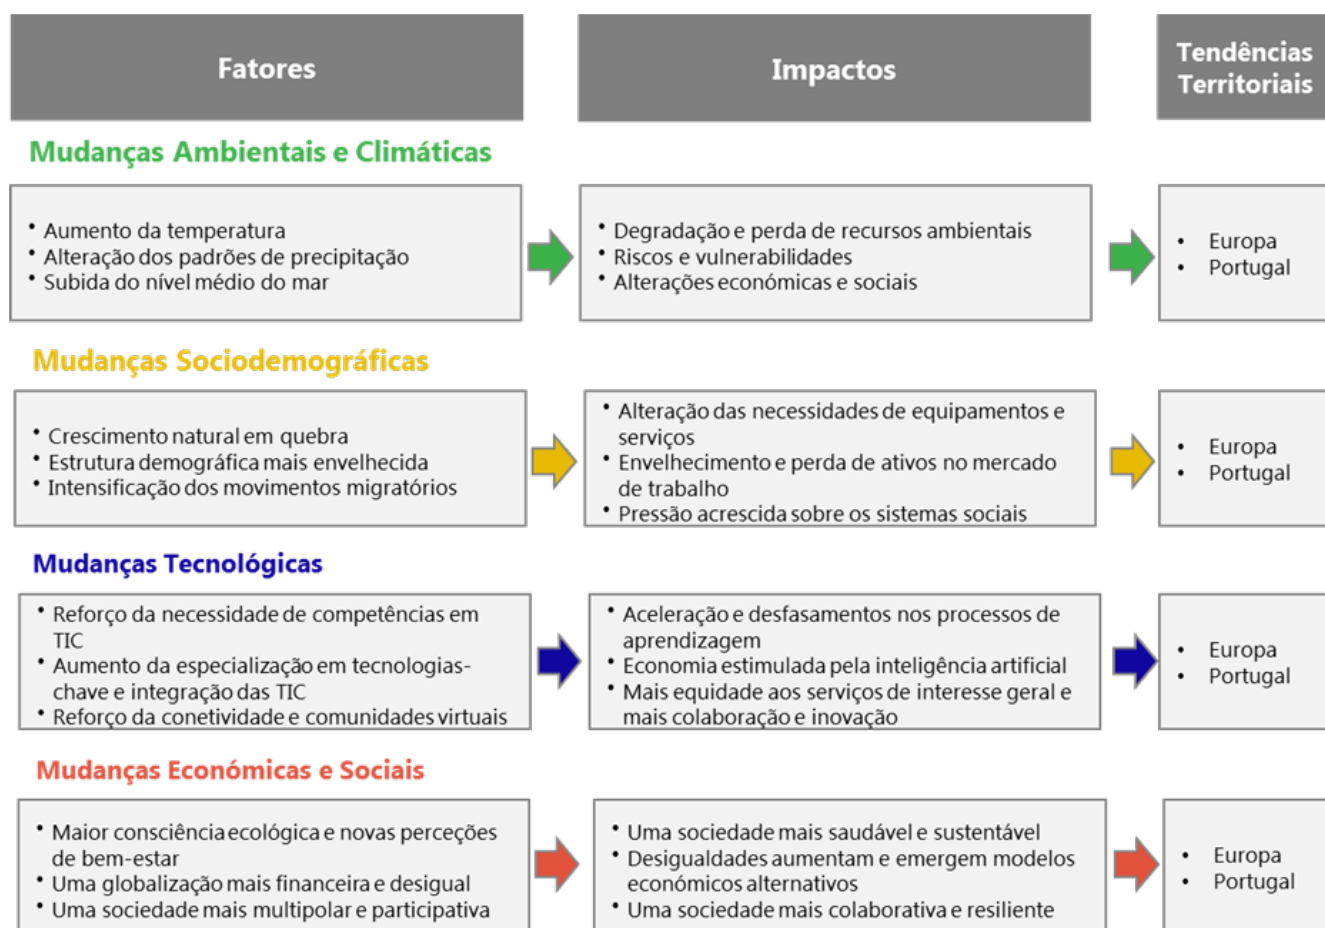 Fatores
Impactos
Tendências
Territoriais
Mudanças Ambientais e Climáticas
• Aumento da temperatura
• Alteração dos padrões de precipitação
• Subida do nível médio do mar
• Degradação e perda de recursos ambientais
• Riscos e vulnerabilidades
• Alterações económicas e sociais
• Europa
• Portugal
Mudanças Sociodemográficas
• Crescimento natural em quebra
• Estrutura demográfica mais envelhecida
• Intensificação dos movimentos migratórios
• Alteração das necessidades de equipamentos e
serviços
• Envelhecimento e perda de ativos no mercado
de trabalho
• Pressão acrescida sobre os sistemas sociais
• Europa
• Portugal
Mudanças Tecnológicas
• Reforço da necessidade de competências em
TIC
• Aumento da especialização em tecnologias-
chave e integração das TIC
• Reforço da conetividade e comunidades virtuais
• Aceleração e desfasamentos nos processos de
aprendizagem
• Economia estimulada pela inteligência artificial
• Mais equidade aos serviços de interesse geral e
mais colaboração e inovação
• Europa
• Portugal
Mudanças Económicas e Sociais
• Maior consciência ecológica e novas perceções
de bem-estar
• Uma globalização mais financeira e desigual
• Uma sociedade mais multipolar e participativa
• Uma sociedade mais saudável e sustentável
• Desigualdades aumentam e emergem modelos
económicos alternativos
• Uma sociedade mais colaborativa e resiliente
• Europa
• Portugal